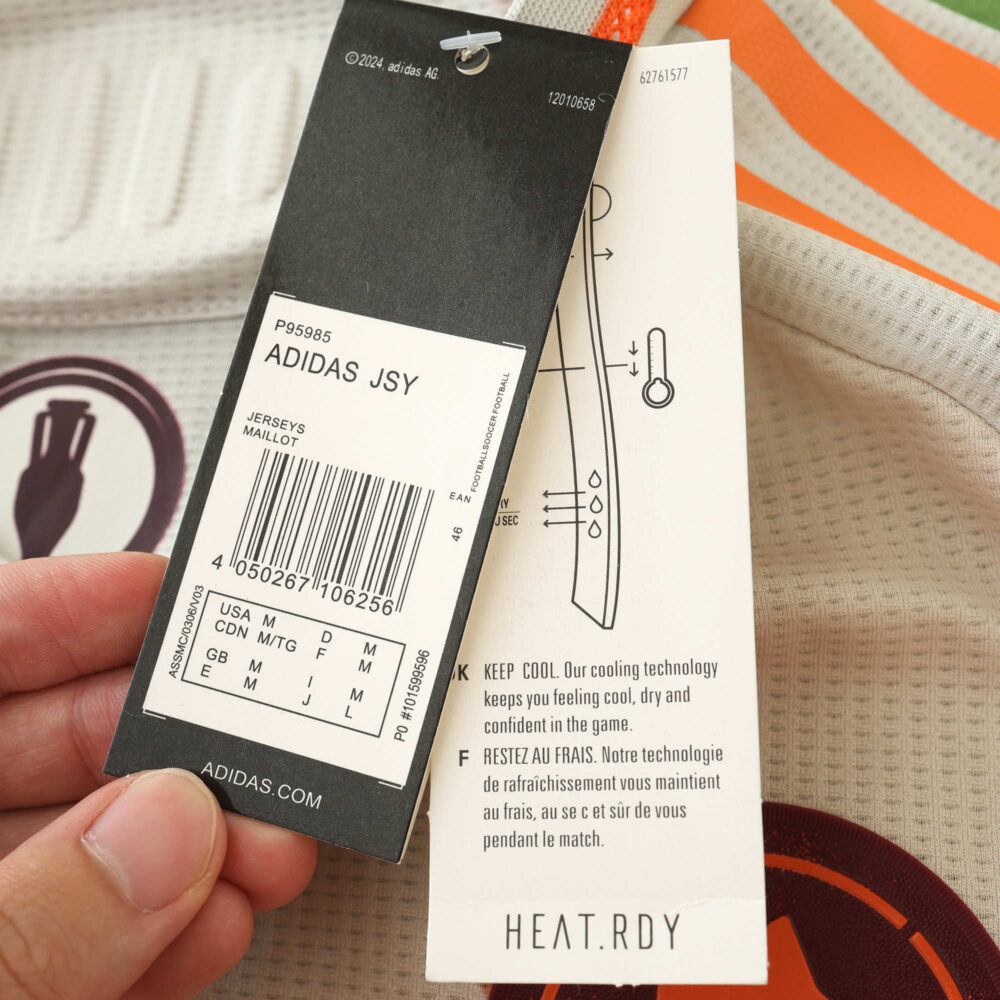 ©2024, adidas AG.
12010658
P95985
ADIDAS JSY
JERSEYS
MAILLOT
FOOTBALLSOCCER.FOOTBALL
EAN
46
4 050267 106256
ASSMC/0306/V03
USA M D M
CDN M/TG F M
GB M I M
E M J L
PO #101599596
ADIDAS.COM
62761577
J SEC
K KEEP COOL. Our cooling technology
keeps you feeling cool, dry and
confident in the game.
F RESTEZ AU FRAIS. Notre technologie
de rafraîchissement vous maintient
au frais, au se c et sûr de vous
pendant le match.
HEAT.RDY